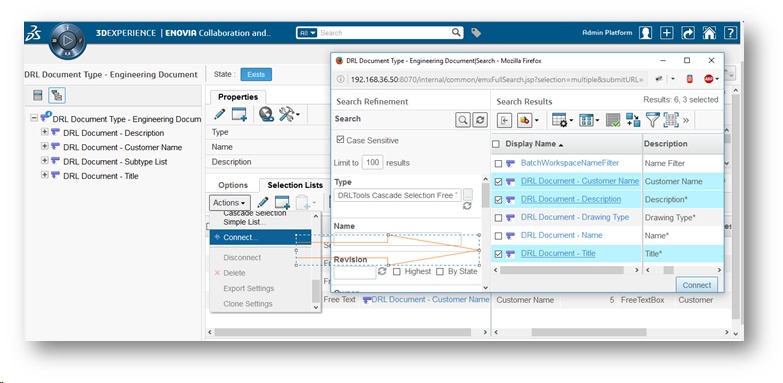 3DEXPERIENCE | ENOVIA Collaboration and..
All
Search
Admin Platform
DRL Document Type - Engineering Document
State :
Exists
DRL Document Type - Engineering Docum
DRL Document - Description
DRL Document - Customer Name
DRL Document - Subtype List
DRL Document - Title
Properties
Type
Name
Description
Options
Selection Lists
Actions
Cascade Selection
Simple List...
Connect...
Disconnect
Delete
Export Settings
Clone Settings
Free Text
DRL Document - Customer Name
Customer Name
5
FreeTextBox
Customer
DRL Document Type - Engineering Document|Search - Mozilla Firefox
192.168.36.50:8070/internal/common/emxFullSearch.jsp?selection=multiple&submitURL=
ABP
Search Refinement
Search
Case Sensitive
Limit to 100 results
Type
DRLTools Cascade Selection Free
Name
Revision
Highest
By State
Search Results
Results: 6, 3 selected
Display Name
Description
BatchWorkspaceNameFilter
Name Filter
DRL Document - Customer Name
Customer Name
DRL Document - Description
Description*
DRL Document - Drawing Type
Drawing Type*
DRL Document - Name
Name*
DRL Document - Title
Title*
Connect